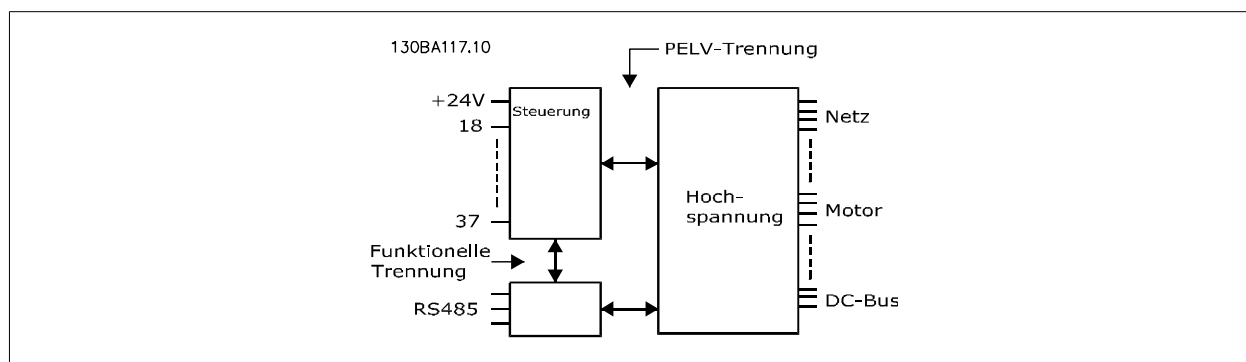 130BA117.10
PELV-Trennung
+24V
Steuerung
18
37
Hoch-
spannung
Netz
Motor
DC-Bus
Funktionelle
Trennung
RS485